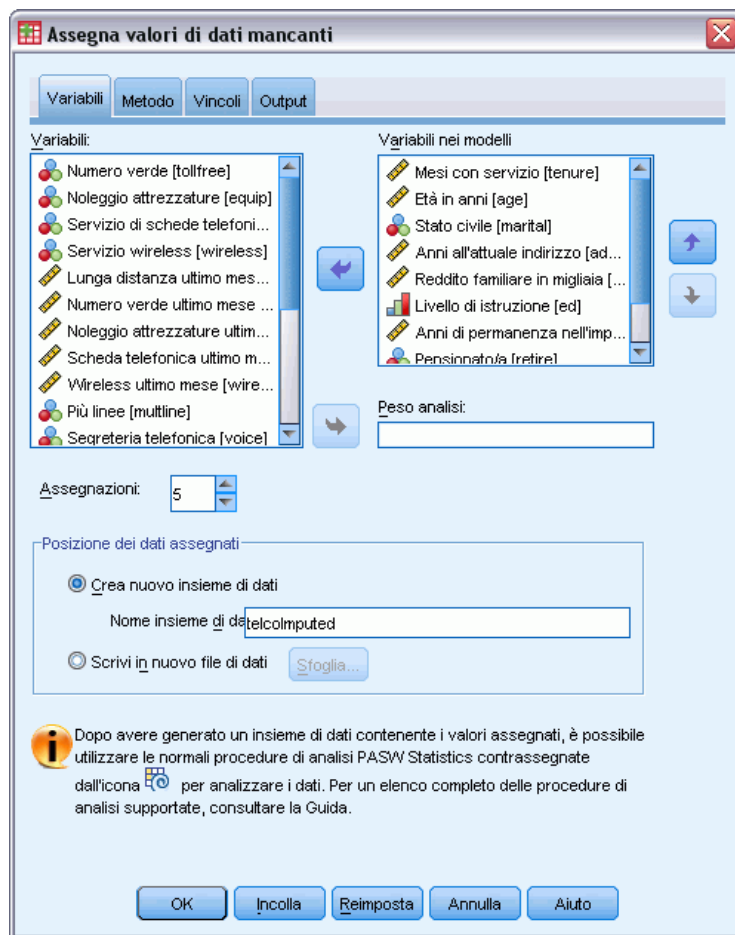 Assegna valori di dati mancanti
Variabili Metodo Vincoli Output
Variabili:
Numero verde [tollfree]
Noleggio attrezzature [equip]
Servizio di schede telefoni...
Servizio wireless [wireless]
Lunga distanza ultimo mes...
Numero verde ultimo mese ...
Noleggio attrezzature ultim...
Scheda telefonica ultimo m...
Wireless ultimo mese [wire...
Più linee [multline]
Segreteria telefonica [voice]
Variabili nei modelli
Mesi con servizio [tenure]
Età in anni [age]
Stato civile [marital]
Anni all'attuale indirizzo [ad...
Reddito familiare in migliaia [...
Livello di istruzione [ed]
Anni di permanenza nell'imp...
Pensionato/a [retire]
Peso analisi:
Assegnazioni: 5
Posizione dei dati assegnati
Crea nuovo insieme di dati
Nome insieme di da telcoImputed
Scrivi in nuovo file di dati Sfoglia...
Dopo avere generato un insieme di dati contenente i valori assegnati, è possibile
utilizzare le normali procedure di analisi PASW Statistics contrassegnate
dall'icona per analizzare i dati. Per un elenco completo delle procedure di
analisi supportate, consultare la Guida.
OK Incolla Reimposta Annulla Aiuto